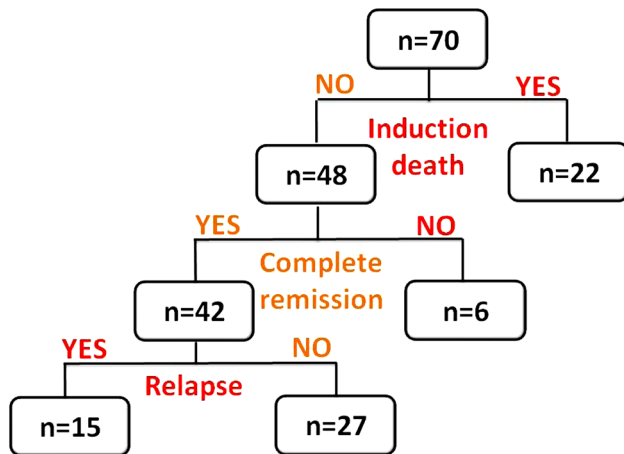 n=70
NO
YES
Induction
death
n=48
n=22
YES
NO
Complete
remission
n=42
n=6
YES
NO
Relapse
n=15
n=27